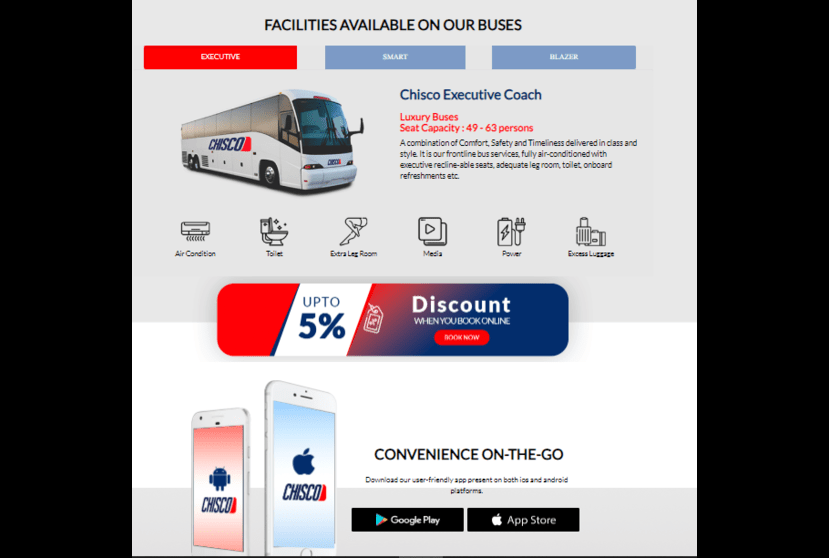 FACILITIES AVAILABLE ON OUR BUSES
EXECUTIVE
SMART
BLAZER
CHISCO
CHISCO
Chisco Executive Coach
Luxury Buses
Seat Capacity : 49 - 63 persons
A combination of Comfort, Safety and Timeliness delivered in class and
style. It is our frontline bus services, fully air-conditioned with
executive recline-able seats, adequate leg room, toilet, onboard
refreshments etc.
Air Condition
Toilet
Extra Leg Room
Media
Power
Excess Luggage
UPTO
5%
Discount
WHEN YOU BOOK ONLINE
BOOK NOW
CHISCO
CHISCO
CONVENIENCE ON-THE-GO
Download our user-friendly app present on both ios and android
platforms.
Google Play
App Store